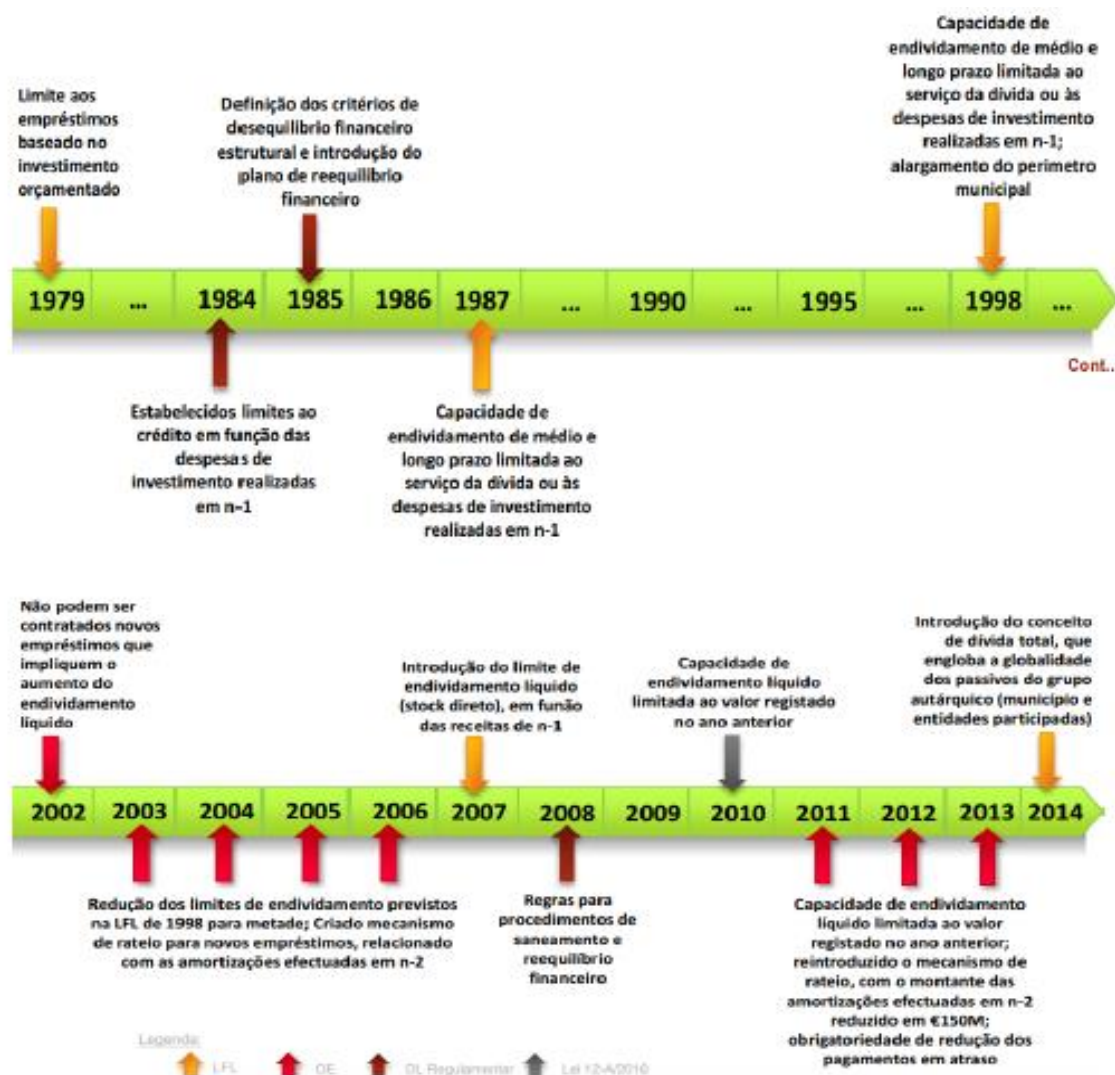 Limite aos
empréstimos
baseado no
investimento
orçamentado
Definição dos critérios de
desequilíbrio financeiro
estrutural e introdução do
plano de reequilíbrio
financeiro
Capacidade de
endividamento de médio e
longo prazo limitada ao
serviço da dívida ou às
despesas de investimento
realizadas em n-1;
alargamento do perímetro
municipal
1979 ... 1984 1985 1986 1987 ... 1990 ... 1995 ... 1998 ...
Cont..
Estabelecidos limites ao
crédito em função das
despesas de
investimento realizadas
em n-1
Capacidade de
endividamento de médio e
longo prazo limitada ao
serviço da dívida ou às
despesas de investimento
realizadas em n-1
Não podem ser
contratados novos
empréstimos que
impliquem o
aumento do
endividamento
líquido
Introdução do limite de
endividamento líquido
(stock direto), em funão
das receitas de n-1
Capacidade de
endividamento líquido
limitada ao valor registado
no ano anterior
Introdução do conceito
de dívida total, que
engloba a globalidade
dos passivos do grupo
autárquico (município e
entidades participadas)
2002 2003 2004 2005 2006 2007 2008 2009 2010 2011 2012 2013 2014
Redução dos limites de endividamento previstos
na LFL de 1998 para metade; Criado mecanismo
de rateio para novos empréstimos, relacionado
com as amortizações efectuadas em n-2
Regras para
procedimentos de
saneamento e
reequilíbrio
financeiro
Capacidade de endividamento
líquido limitada ao valor
registado no ano anterior;
reintroduzido o mecanismo de
rateio, com o montante das
amortizações efectuadas em n-2
reduzido em €150M;
obrigatoriedade de redução dos
pagamentos em atraso
Legenda:
LFL OE DL Regulamentar Lei 12-A/2010